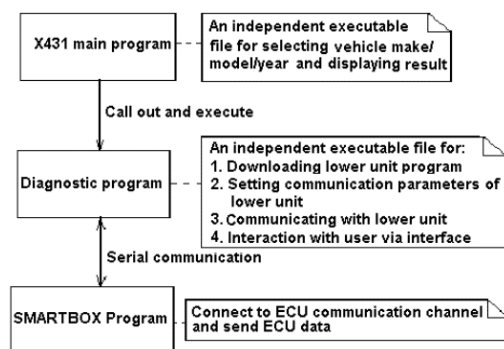 X431 main program
An independent executable
file for selecting vehicle make/
model/year and displaying result
Call out and execute
Diagnostic program
An independent executable file for:
1. Downloading lower unit program
2. Setting communication parameters of
lower unit
3. Communicating with lower unit
4. Interaction with user via interface
Serial communication
SMARTBOX Program
Connect to ECU communication channel
and send ECU data